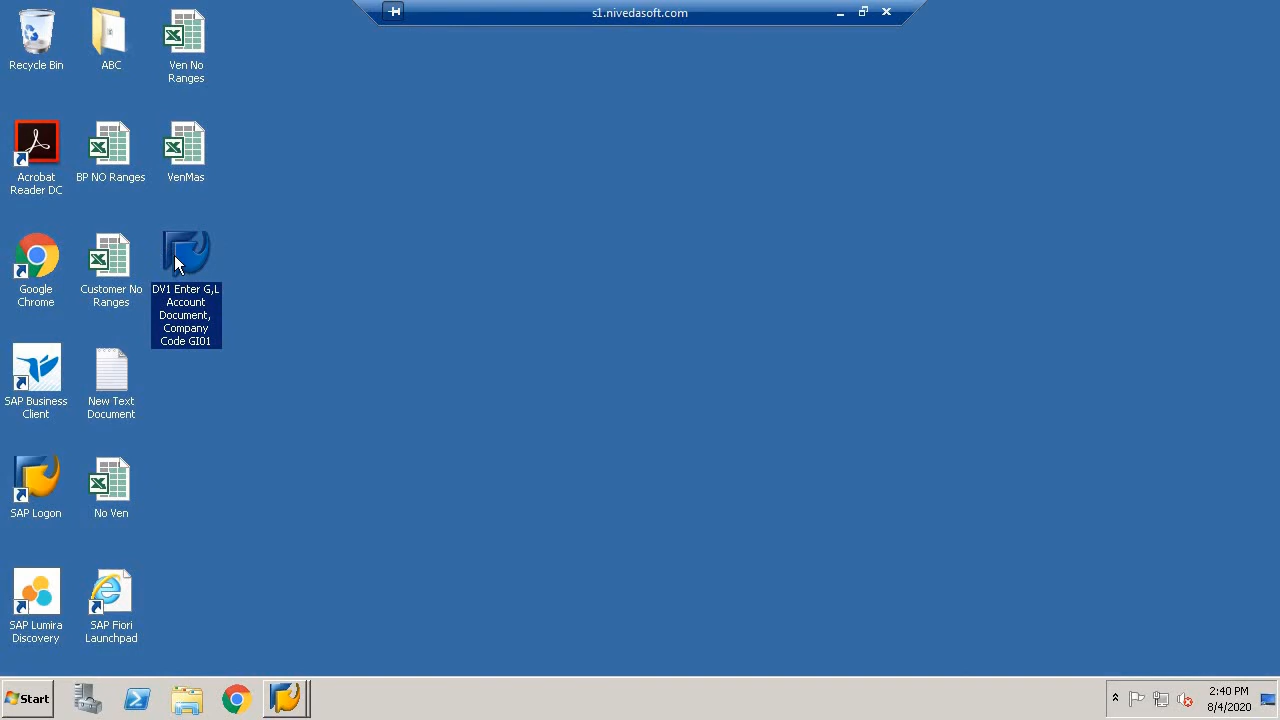 s1.nivedasoft.com
Recycle Bin
ABC
Ven No
Ranges
Acrobat
Reader DC
BP NO Ranges
VenMas
Google
Chrome
Customer No
Ranges
DV1 Enter G,L
Account
Document,
Company
Code GI01
SAP Business
Client
New Text
Document
SAP Logon
No Ven
SAP Lumira
Discovery
SAP Fiori
Launchpad
Start
2:40 PM
8/4/2020